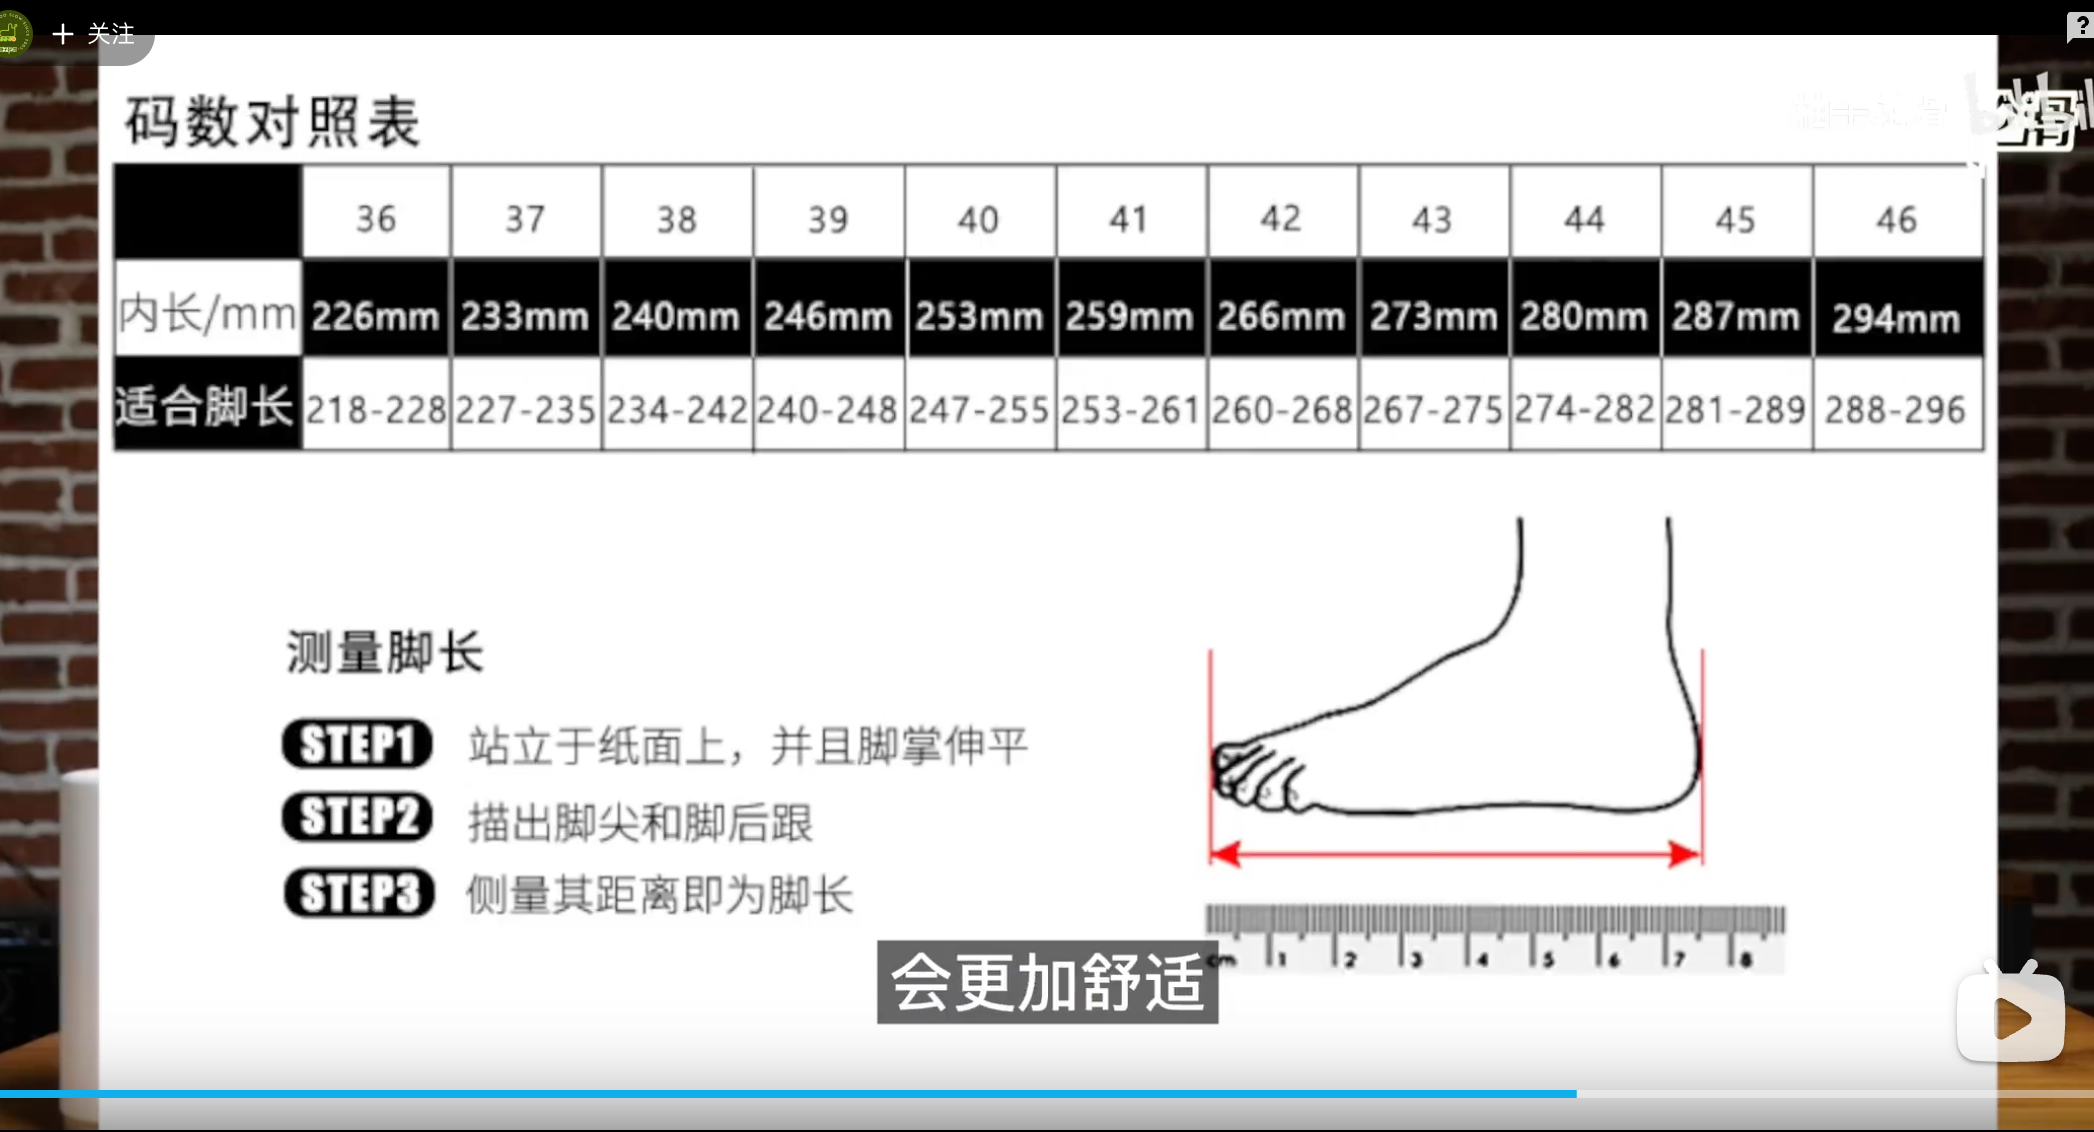 + 关注
?
码数对照表
36 37 38 39 40 41 42 43 44 45 46
内长/mm 226mm 233mm 240mm 246mm 253mm 259mm 266mm 273mm 280mm 287mm 294mm
适合脚长 218-228 227-235 234-242 240-248 247-255 253-261 260-268 267-275 274-282 281-289 288-296
测量脚长
STEP1 站立于纸面上，并且脚掌伸平
STEP2 描出脚尖和脚后跟
STEP3 侧量其距离即为脚长
cm 1 2 3 4 5 6 7 8
会更加舒适